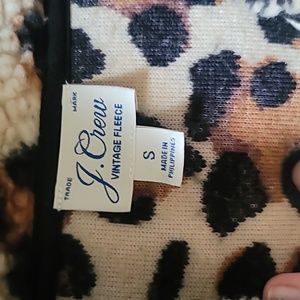 TRADE MARK
J. Crew
VINTAGE FLEECE
S
MADE IN
PHILIPPINES